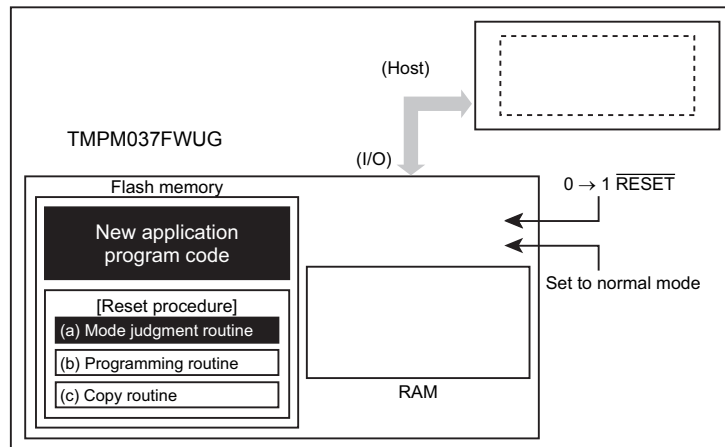 (Host)
TMPM037FWUG
(I/O)
Flash memory
0 → 1 RESET
New application
program code
Set to normal mode
[Reset procedure]
(a) Mode judgment routine
(b) Programming routine
(c) Copy routine
RAM